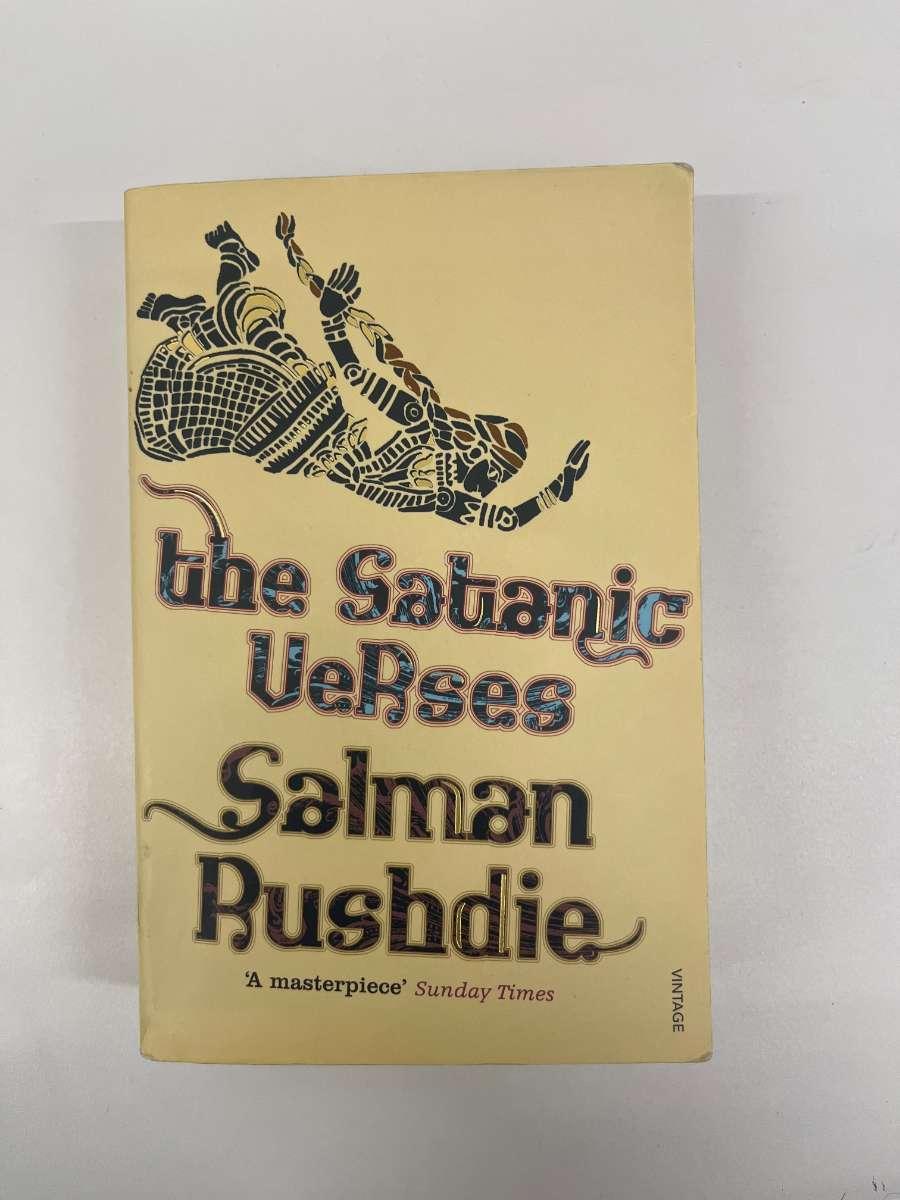 the Satanic
VeRses
Salman
Rushdie
‘A masterpiece’ Sunday Times
VINTAGE